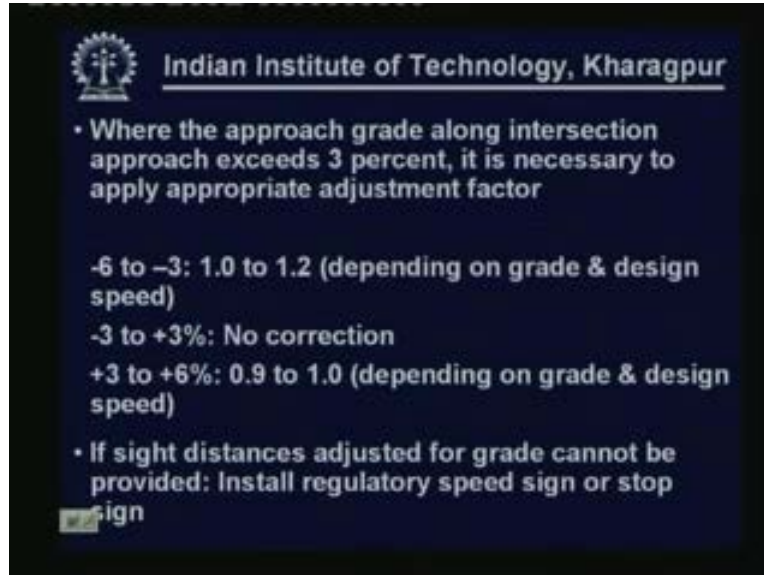 Indian Institute of Technology, Kharagpur
• Where the approach grade along intersection
approach exceeds 3 percent, it is necessary to
apply appropriate adjustment factor
-6 to –3: 1.0 to 1.2 (depending on grade & design
speed)
-3 to +3%: No correction
+3 to +6%: 0.9 to 1.0 (depending on grade & design
speed)
• If sight distances adjusted for grade cannot be
provided: Install regulatory speed sign or stop
sign